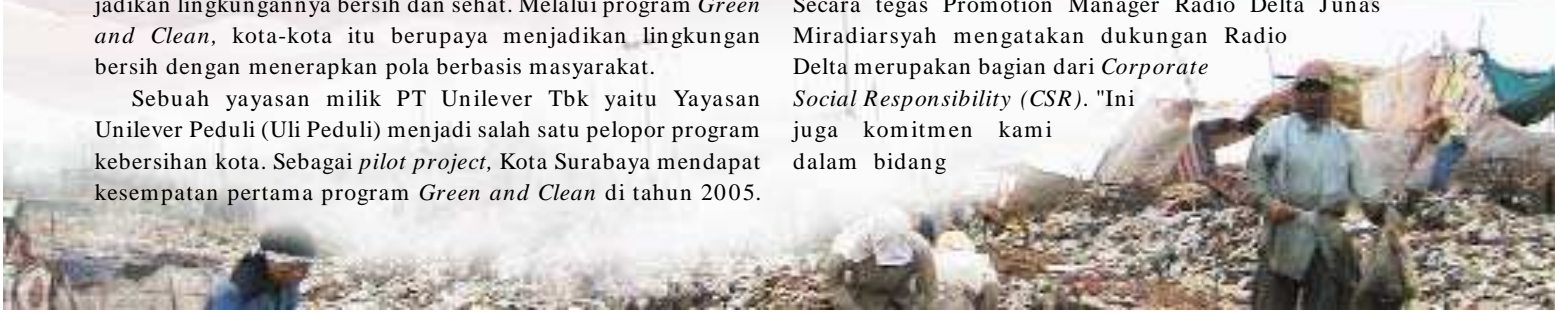 jadikan lingkungannya bersih dan sehat. Melalui program Green
and Clean, kota-kota itu berupaya menjadikan lingkungan
bersih dengan menerapkan pola berbasis masyarakat.
Sebuah yayasan milik PT Unilever Tbk yaitu Yayasan
Unilever Peduli (Uli Peduli) menjadi salah satu pelopor program
kebersihan kota. Sebagai pilot project, Kota Surabaya mendapat
kesempatan pertama program Green and Clean di tahun 2005.
Secara tegas Promotion Manager Radio Delta Junas
Miradiarsyah mengatakan dukungan Radio
Delta merupakan bagian dari Corporate
Social Responsibility (CSR). "Ini
juga komitmen kami
dalam bidang